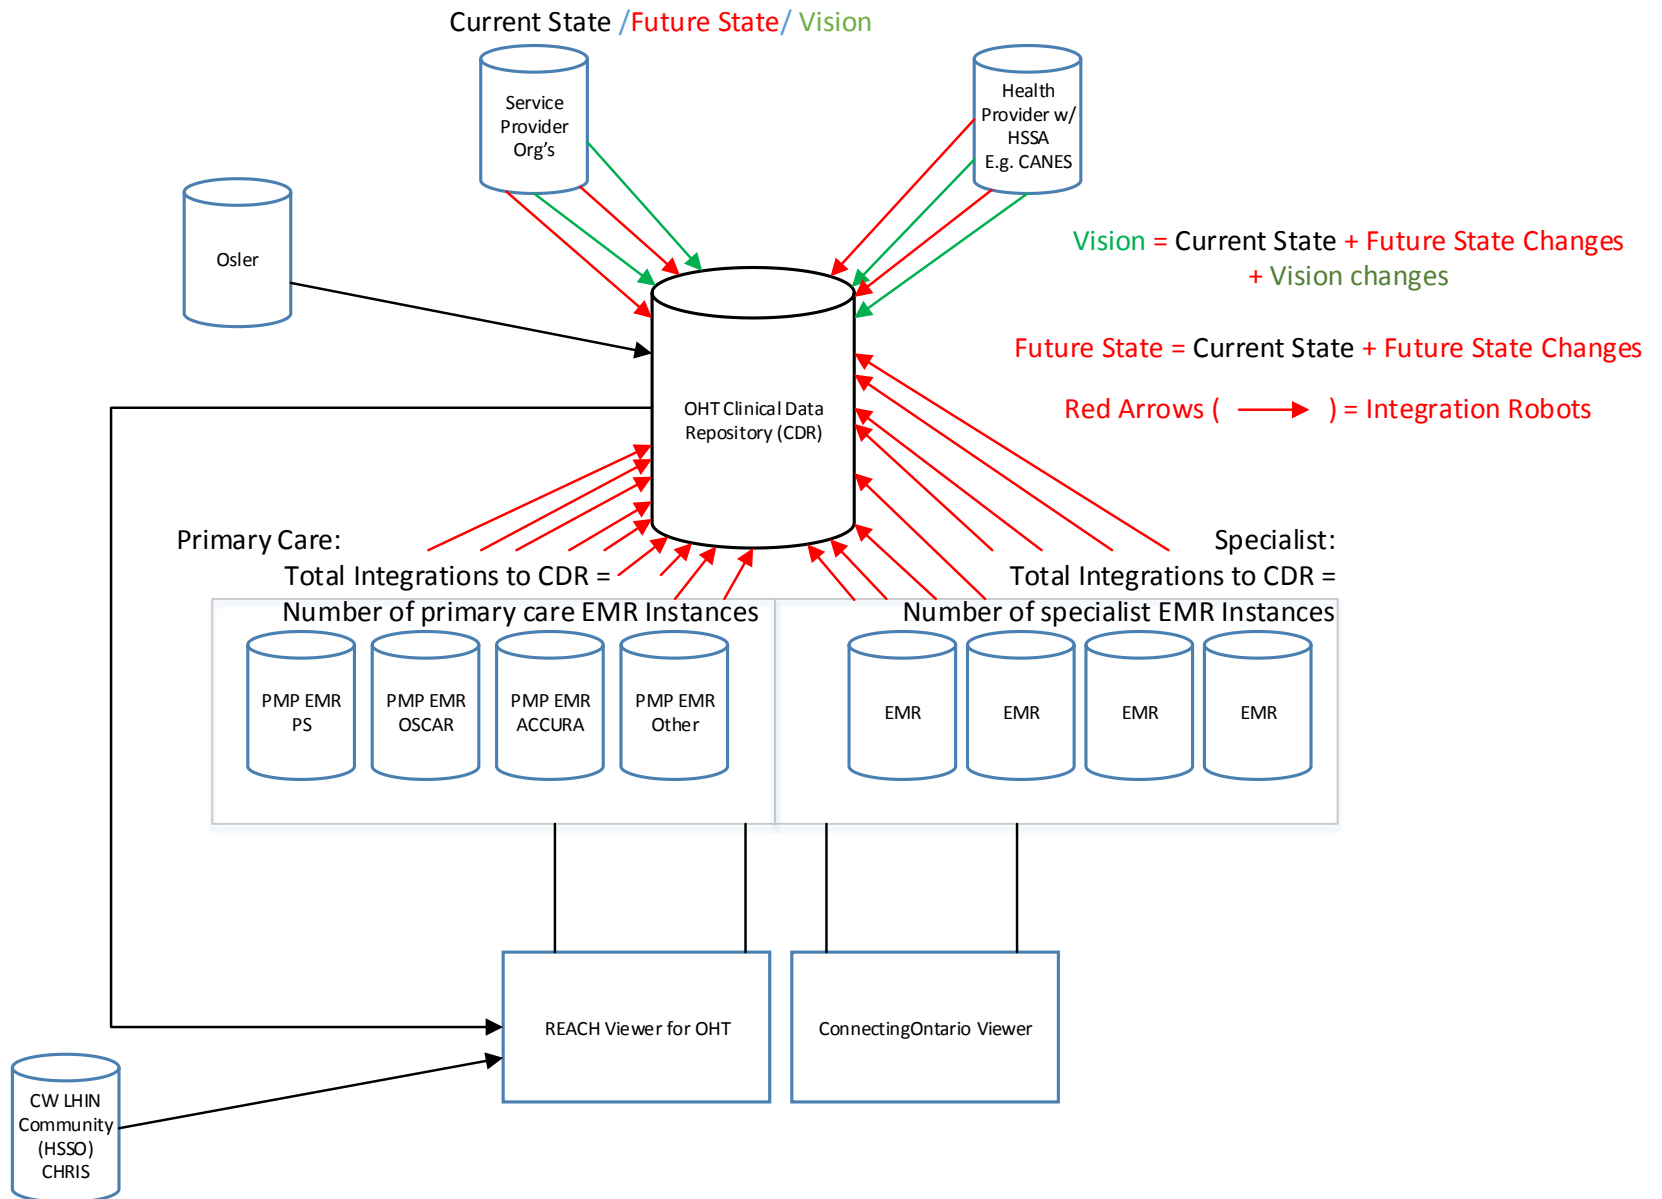 Current State /Future State/ Vision
Service
Provider
Org's
Health
Provider w/
HSSA
E.g. CANES
Osler
Vision = Current State + Future State Changes
+ Vision changes
Future State = Current State + Future State Changes
Red Arrows ( ) = Integration Robots
OHT Clinical Data
Repository (CDR)
Primary Care:
Total Integrations to CDR =
Number of primary care EMR Instances
Specialist:
Total Integrations to CDR =
Number of specialist EMR Instances
PMP EMR
PS
PMP EMR
OSCAR
PMP EMR
ACCURA
PMP EMR
Other
EMR
EMR
EMR
EMR
REACH Viewer for OHT
ConnectingOntario Viewer
CW LHIN
Community
(HSSO)
CHRIS